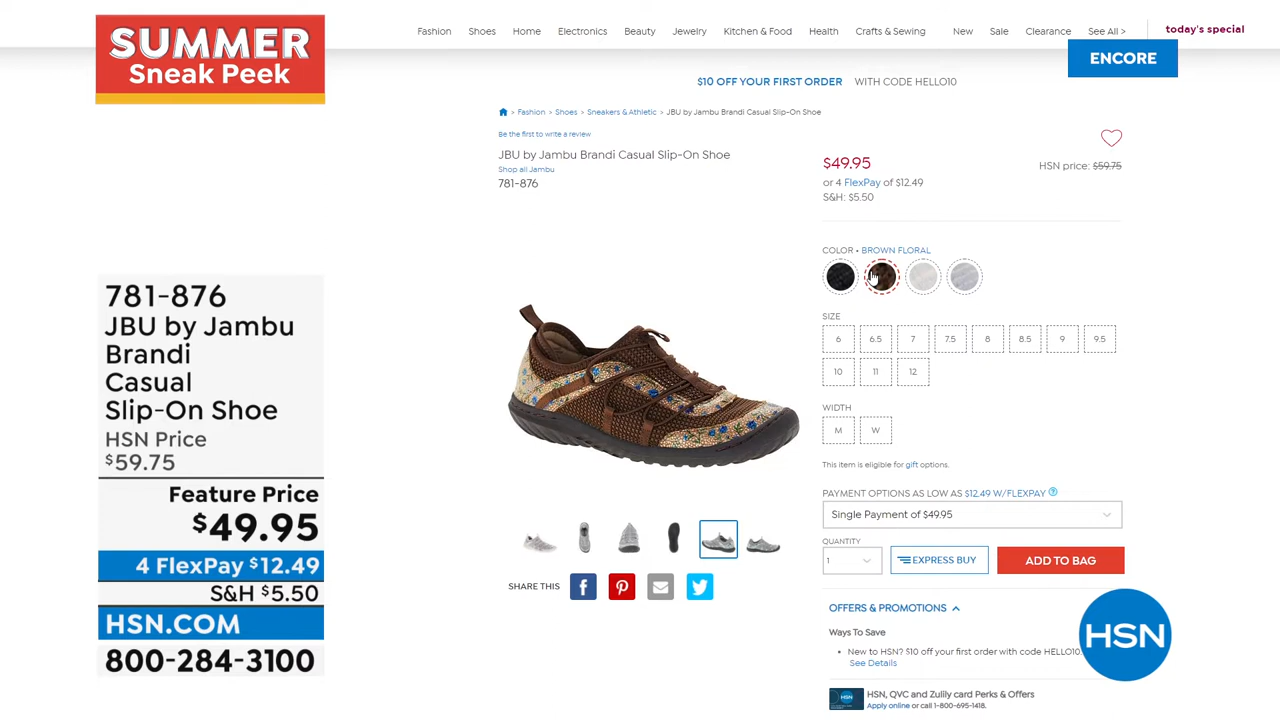 SUMMER
Sneak Peek
Fashion Shoes Home Electronics Beauty Jewelry Kitchen & Food Health Crafts & Sewing New Sale Clearance See All > today's special
ENCORE
$10 OFF YOUR FIRST ORDER WITH CODE HELLO10
> Fashion > Shoes > Sneakers & Athletic > JBU by Jambu Brandi Casual Slip-On Shoe
Be the first to write a review
JBU by Jambu Brandi Casual Slip-On Shoe
Shop all Jambu
781-876
$49.95
HSN price: $59.75
or 4 FlexPay of $12.49
S&H: $5.50
COLOR • BROWN FLORAL
SIZE
6 6.5 7 7.5 8 8.5 9 9.5
10 11 12
WIDTH
M W
This item is eligible for gift options.
PAYMENT OPTIONS AS LOW AS $12.49 W/FLEXPAY ?
Single Payment of $49.95
QUANTITY
1 EXPRESS BUY ADD TO BAG
SHARE THIS
OFFERS & PROMOTIONS
Ways To Save
• New to HSN? $10 off your first order with code HELLO10.
See Details
HSN, QVC and Zulily card Perks & Offers
Apply online or call 1-800-695-1418.
781-876
JBU by Jambu
Brandi
Casual
Slip-On Shoe
HSN Price
$59.75
Feature Price
$49.95
4 FlexPay $12.49
S&H $5.50
HSN.COM
800-284-3100
HSN